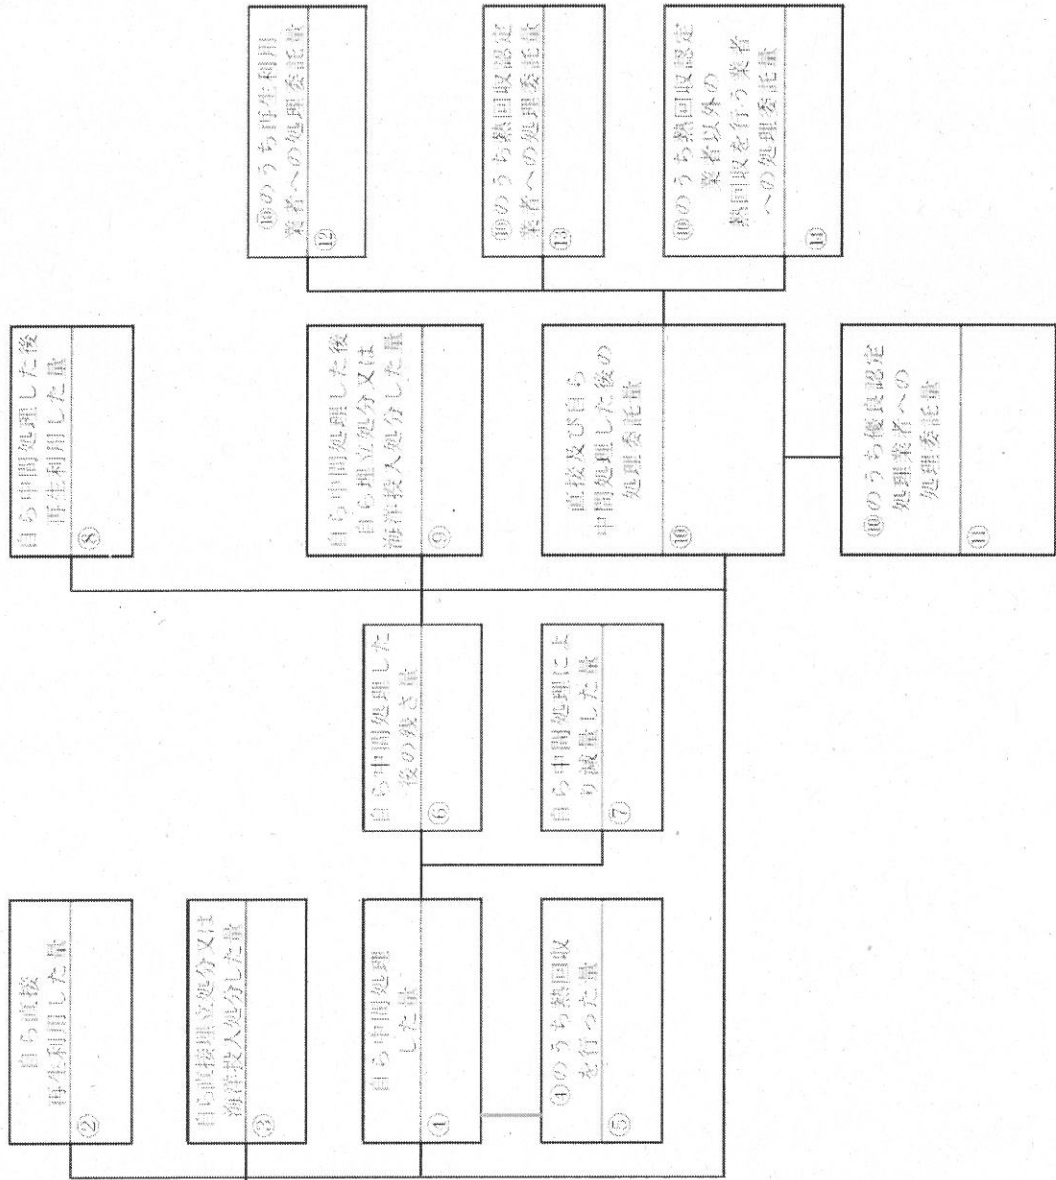 自ら直接
再生利用した量
②
自ら直接埋立処分又は
海洋投入処分した量
③
自ら中間処理
した量
④
④のうち熱回収
を行った量
⑤
自ら中間処理した
後の残さ量
⑥
自ら中間処理によ
り減量した量
⑦
自ら中間処理した後
再生利用した量
⑧
自ら中間処理した後
自ら埋立処分又は
海洋投入処分した量
⑨
直接及び自ら
中間処理した後の
処理委託量
⑩
⑩のうち優良認定
処理業者への
処理委託量
⑪
⑩のうち再生利用
業者への処理委託量
⑫
⑩のうち熱回収認定
業者への処理委託量
⑬
⑩のうち熱回収認定
業者以外の
熱回収を行う業者
への処理委託量
⑭